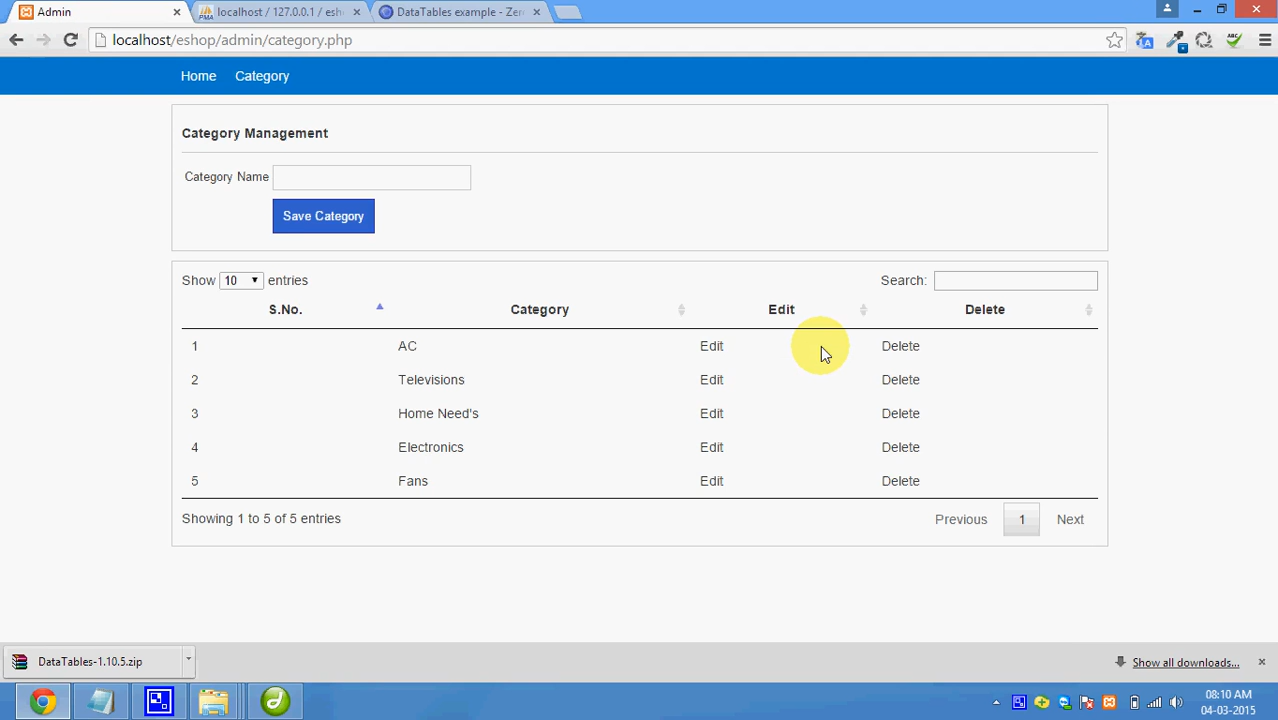 Admin
localhost / 127.0.0.1 / esh
DataTables example - Zer
localhost/eshop/admin/category.php
Home Category
Category Management
Category Name
Save Category
Show 10 entries Search:
S.No. Category Edit Delete
1 AC Edit Delete
2 Televisions Edit Delete
3 Home Need's Edit Delete
4 Electronics Edit Delete
5 Fans Edit Delete
Showing 1 to 5 of 5 entries Previous 1 Next
DataTables-1.10.5.zip Show all downloads...
08:10 AM
04-03-2015